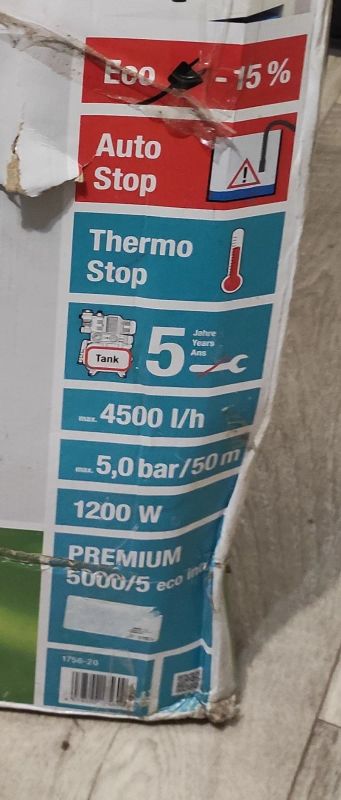 Eco - 15 %
Auto
Stop
Thermo
Stop
Tank
5 Jahre
Years
Ans
max. 4500 l/h
max. 5,0 bar/50 m
1200 W
PREMIUM
5000/5 eco
1756-20